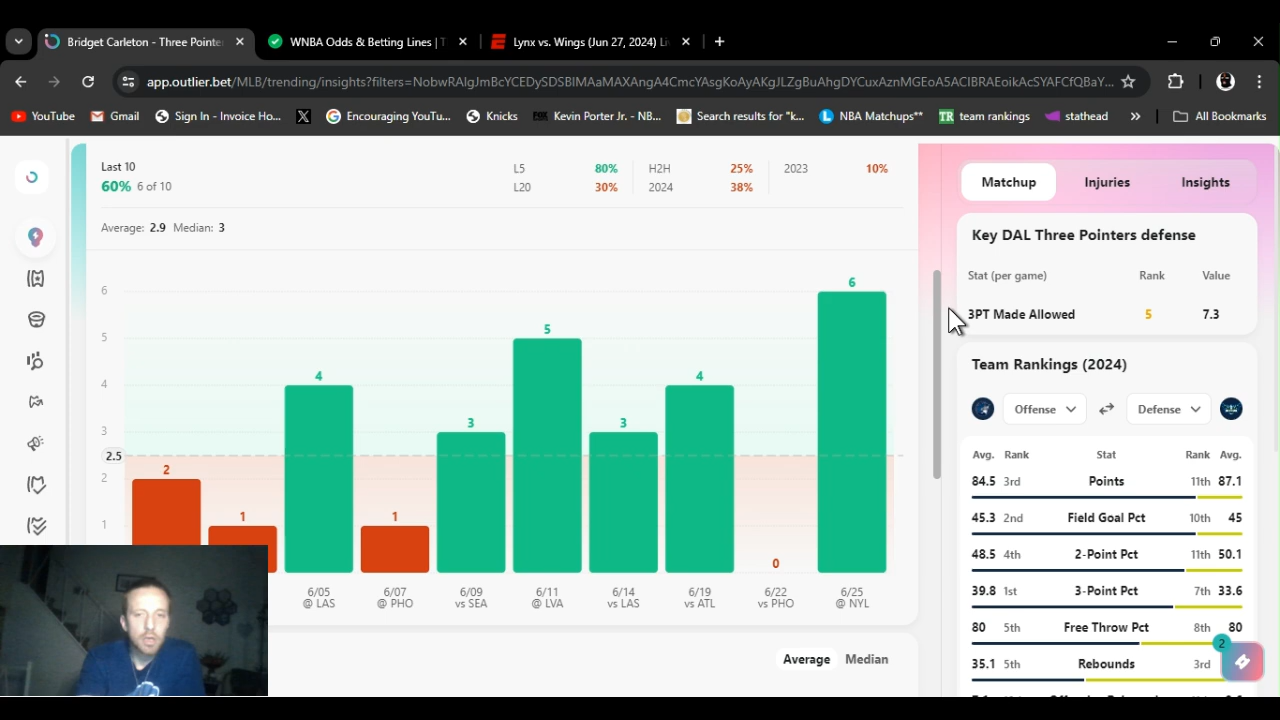 Bridget Carleton - Three Pointe
WNBA Odds & Betting Lines | T
Lynx vs. Wings (Jun 27, 2024) Li
app.outlier.bet/MLB/trending/insights?filters=
YouTube Gmail Sign In - Invoice Ho... Encouraging YouTu... Knicks Kevin Porter Jr. - NB... Search results for "k... NBA Matchups** TR team rankings stathead » All Bookmarks
Last 10
60% 6 of 10
L5 80% H2H 25% 2023 10%
L20 30% 2024 38%
Average: 2.9 Median: 3
6
5
4
3
2.5
2
1
2
1
4
1
3
5
3
4
0
6
6/05 6/07 6/09 6/11 6/14 6/19 6/22 6/25
@ LAS @ PHO vs SEA @ LVA vs LAS vs ATL vs PHO @ NYL
Average Median
Matchup Injuries Insights
Key DAL Three Pointers defense
Stat (per game) Rank Value
3PT Made Allowed 5 7.3
Team Rankings (2024)
Offense Defense
Avg. Rank Stat Rank Avg.
84.5 3rd Points 11th 87.1
45.3 2nd Field Goal Pct 10th 45
48.5 4th 2-Point Pct 11th 50.1
39.8 1st 3-Point Pct 7th 33.6
80 5th Free Throw Pct 8th 80
35.1 5th Rebounds 3rd
2